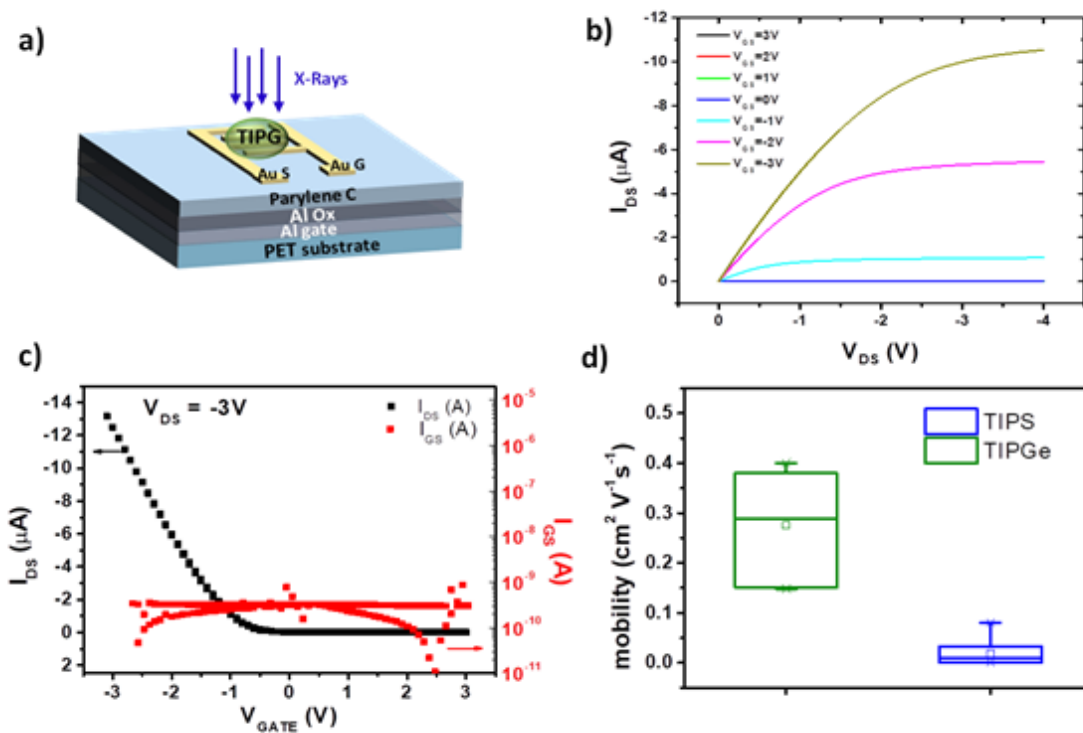 a)
X-Rays
TIPG
Au S
Au G
Parylene C
Al Ox
Al gate
PET substrate
b)
-12
-10
-8
-6
-4
-2
0
I_DS (μA)
V_GS=3V
V_GS=2V
V_GS=1V
V_GS=0V
V_GS=-1V
V_GS=-2V
V_GS=-3V
0
-1
-2
-3
-4
V_DS (V)
c)
V_DS = -3V
I_DS (A)
I_GS (A)
-14
-12
-10
-8
-6
-4
-2
0
2
I_DS (μA)
10^-5
10^-6
10^-7
10^-8
10^-9
10^-10
10^-11
I_GS (A)
-3
-2
-1
0
1
2
3
V_GATE (V)
d)
TIPS
TIPGe
0.5
0.4
0.3
0.2
0.1
0.0
mobility (cm² V⁻¹s⁻¹)